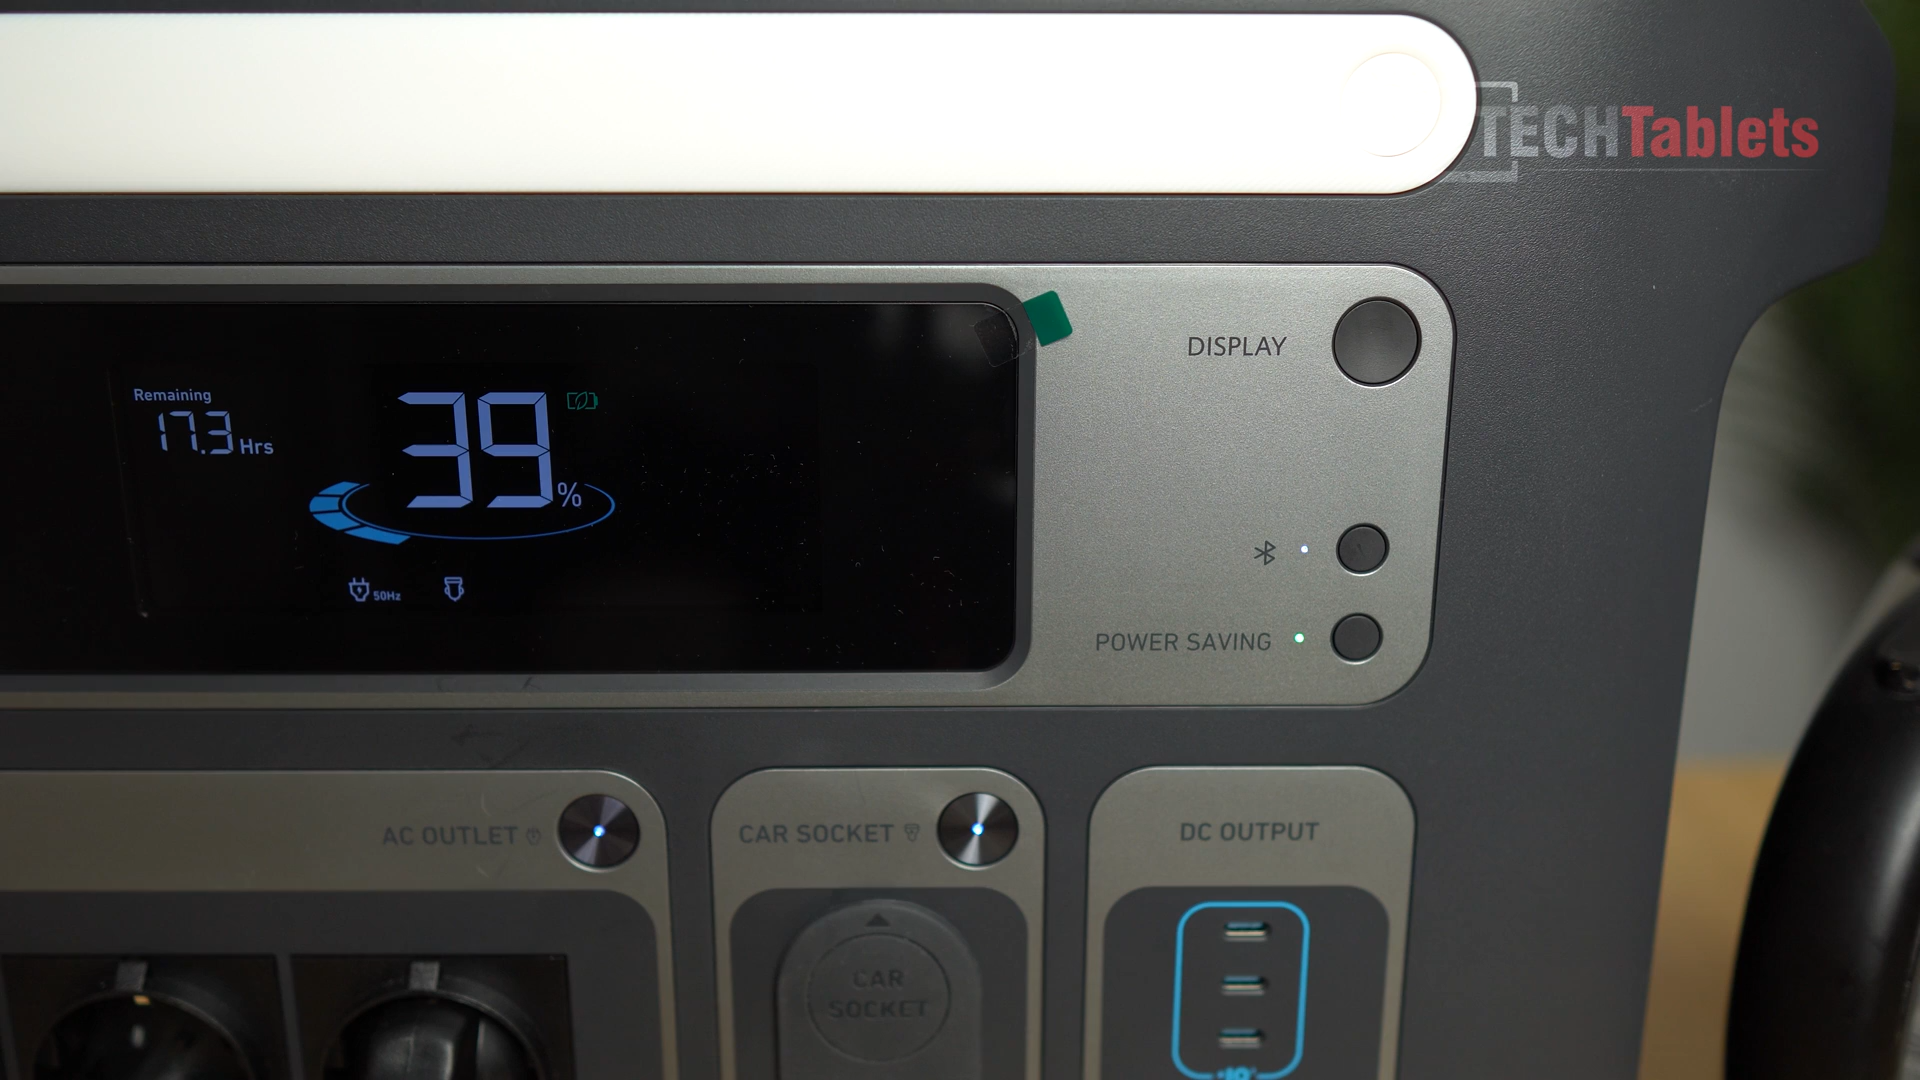 TECHTablets
DISPLAY
Remaining
17.3 Hrs
39%
50Hz
POWER SAVING
AC OUTLET
CAR SOCKET
DC OUTPUT
CAR
SOCKET